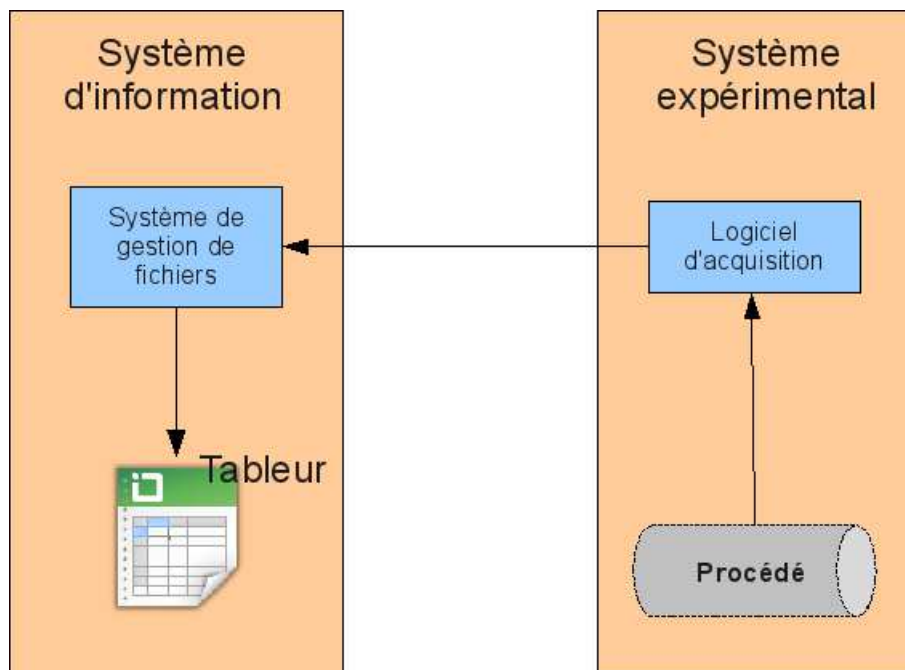 Système
d'information
Système de
gestion de
fichiers
Tableur
Système
expérimental
Logiciel
d'acquisition
Procédé